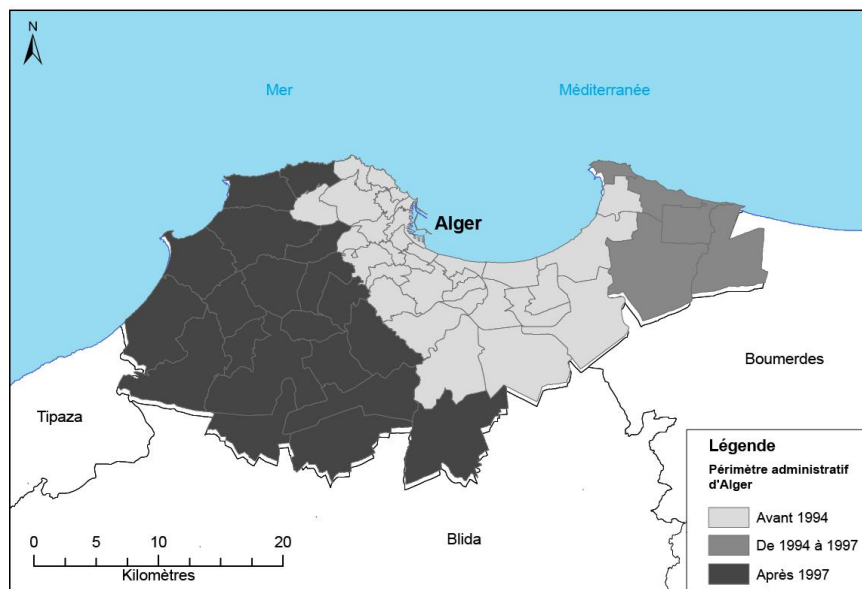 N
Mer
Méditerranée
Alger
Boumerdes
Tipaza
Blida
0 5 10 20
Kilomètres
Légende
Périmètre administratif
d'Alger
Avant 1994
De 1994 à 1997
Après 1997